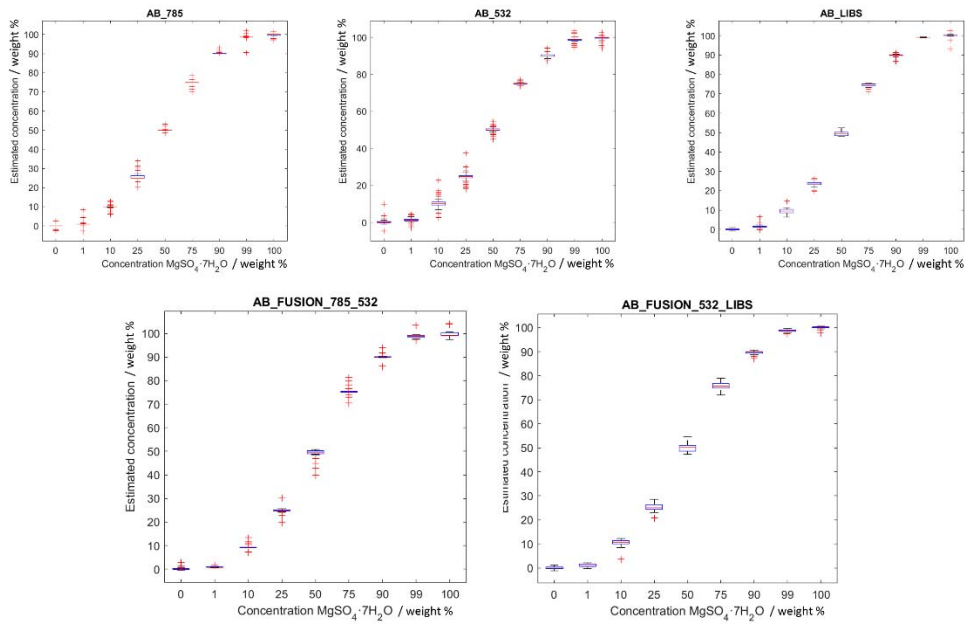 AB_785
100
90
80
70
60
50
40
30
20
10
0
Estimated concentration / weight %
0 1 10 25 50 75 90 99 100
Concentration MgSO₄·7H₂O / weight %
AB_532
100
80
60
40
20
0
Estimated concentration / weight %
0 1 10 25 50 75 90 99 100
Concentration MgSO₄·7H₂O / weight %
AB_LIBS
100
90
80
70
60
50
40
30
20
10
0
Estimated concentration / weight %
0 1 10 25 50 75 90 99 100
Concentration MgSO₄·7H₂O / weight %
AB_FUSION_785_532
100
90
80
70
60
50
40
30
20
10
0
Estimated concentration / weight %
0 1 10 25 50 75 90 99 100
Concentration MgSO₄·7H₂O / weight %
AB_FUSION_532_LIBS
100
90
80
70
60
50
40
30
20
10
0
Estimated concentration / weight %
0 1 10 25 50 75 90 99 100
Concentration MgSO₄·7H₂O / weight %